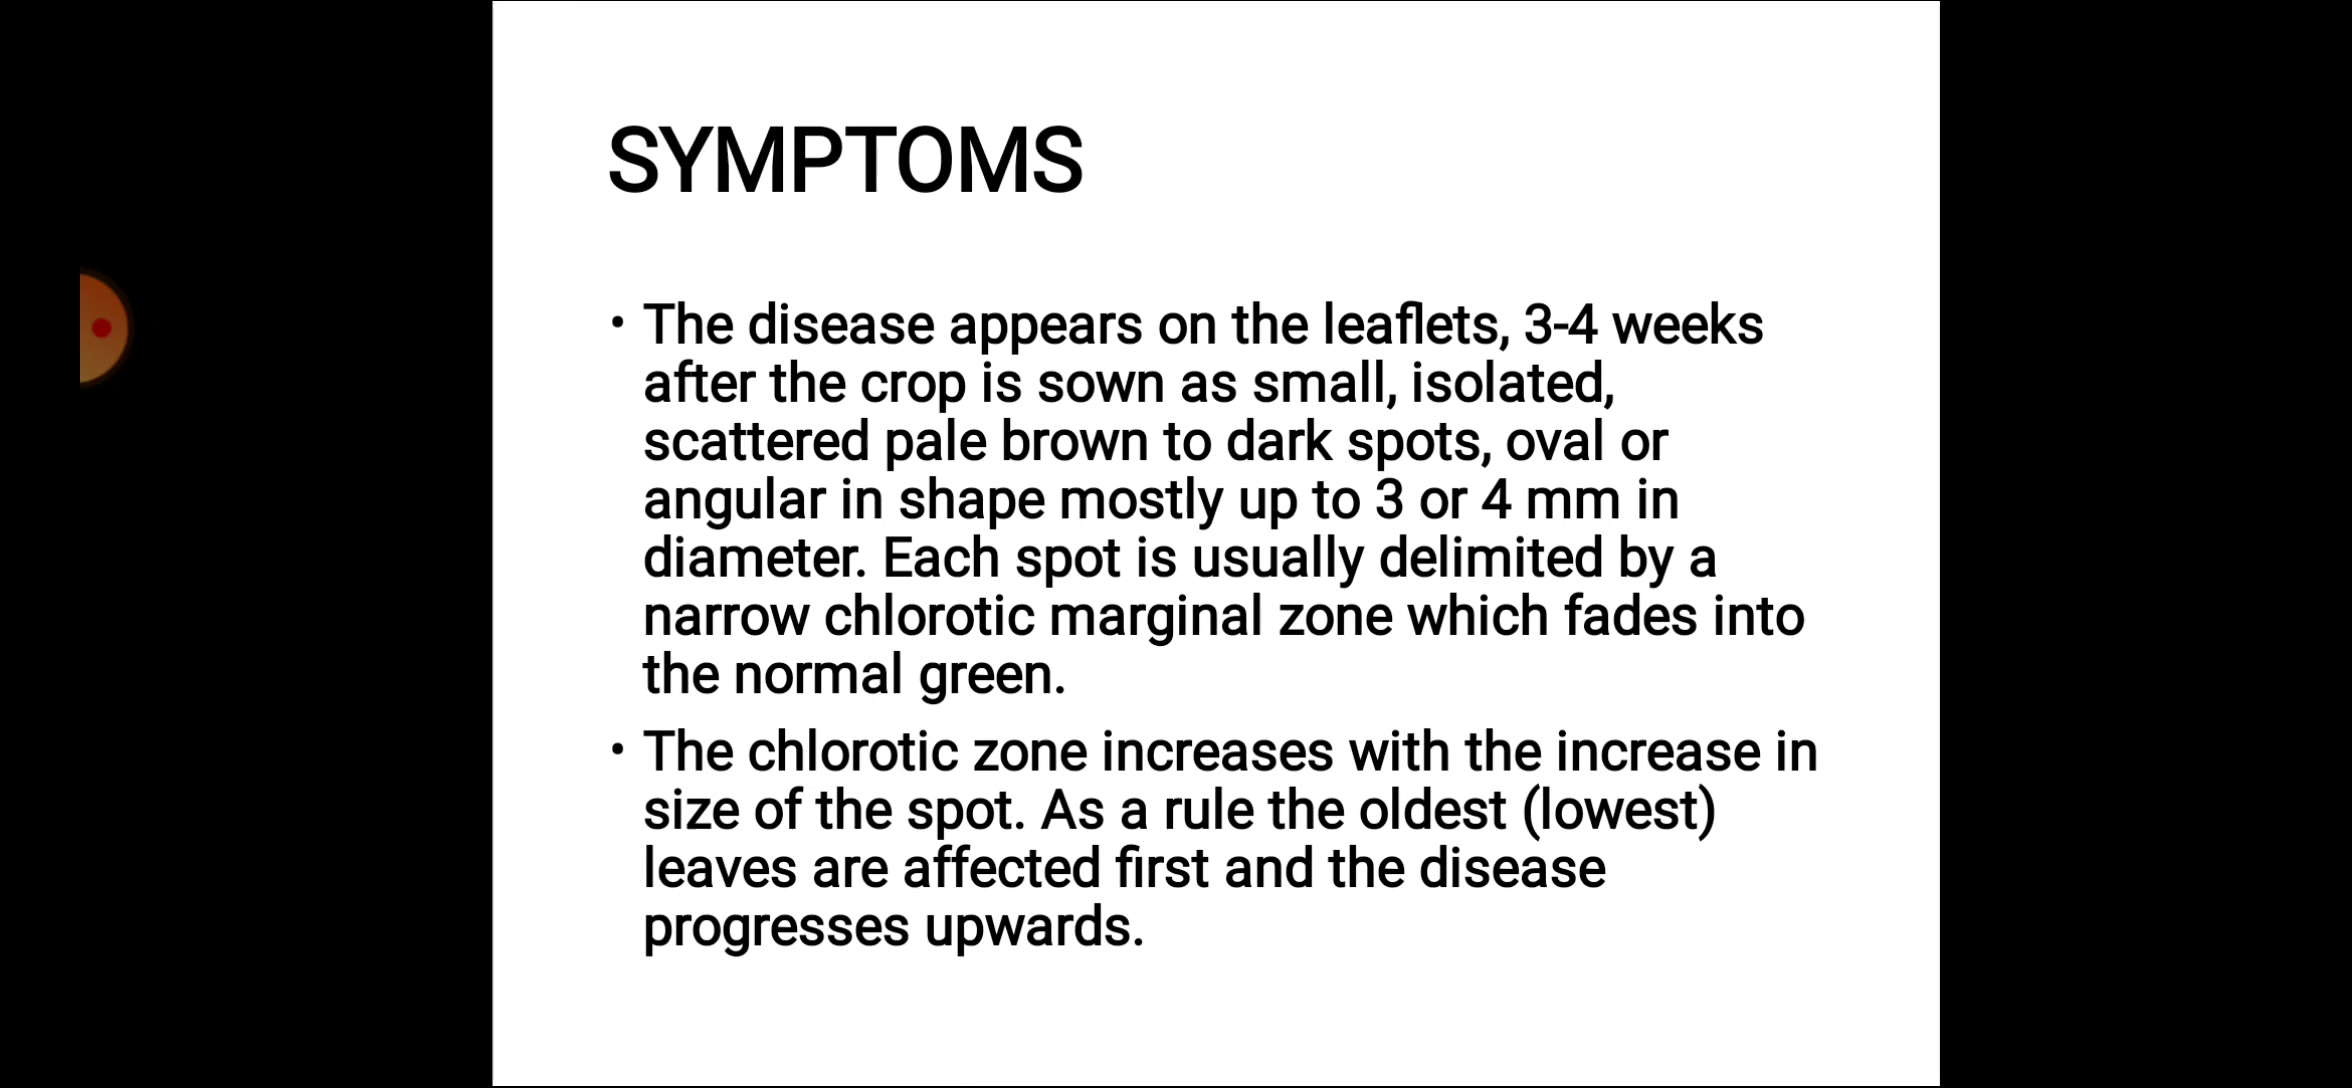 SYMPTOMS
• The disease appears on the leaflets, 3-4 weeks
after the crop is sown as small, isolated,
scattered pale brown to dark spots, oval or
angular in shape mostly up to 3 or 4 mm in
diameter. Each spot is usually delimited by a
narrow chlorotic marginal zone which fades into
the normal green.
• The chlorotic zone increases with the increase in
size of the spot. As a rule the oldest (lowest)
leaves are affected first and the disease
progresses upwards.